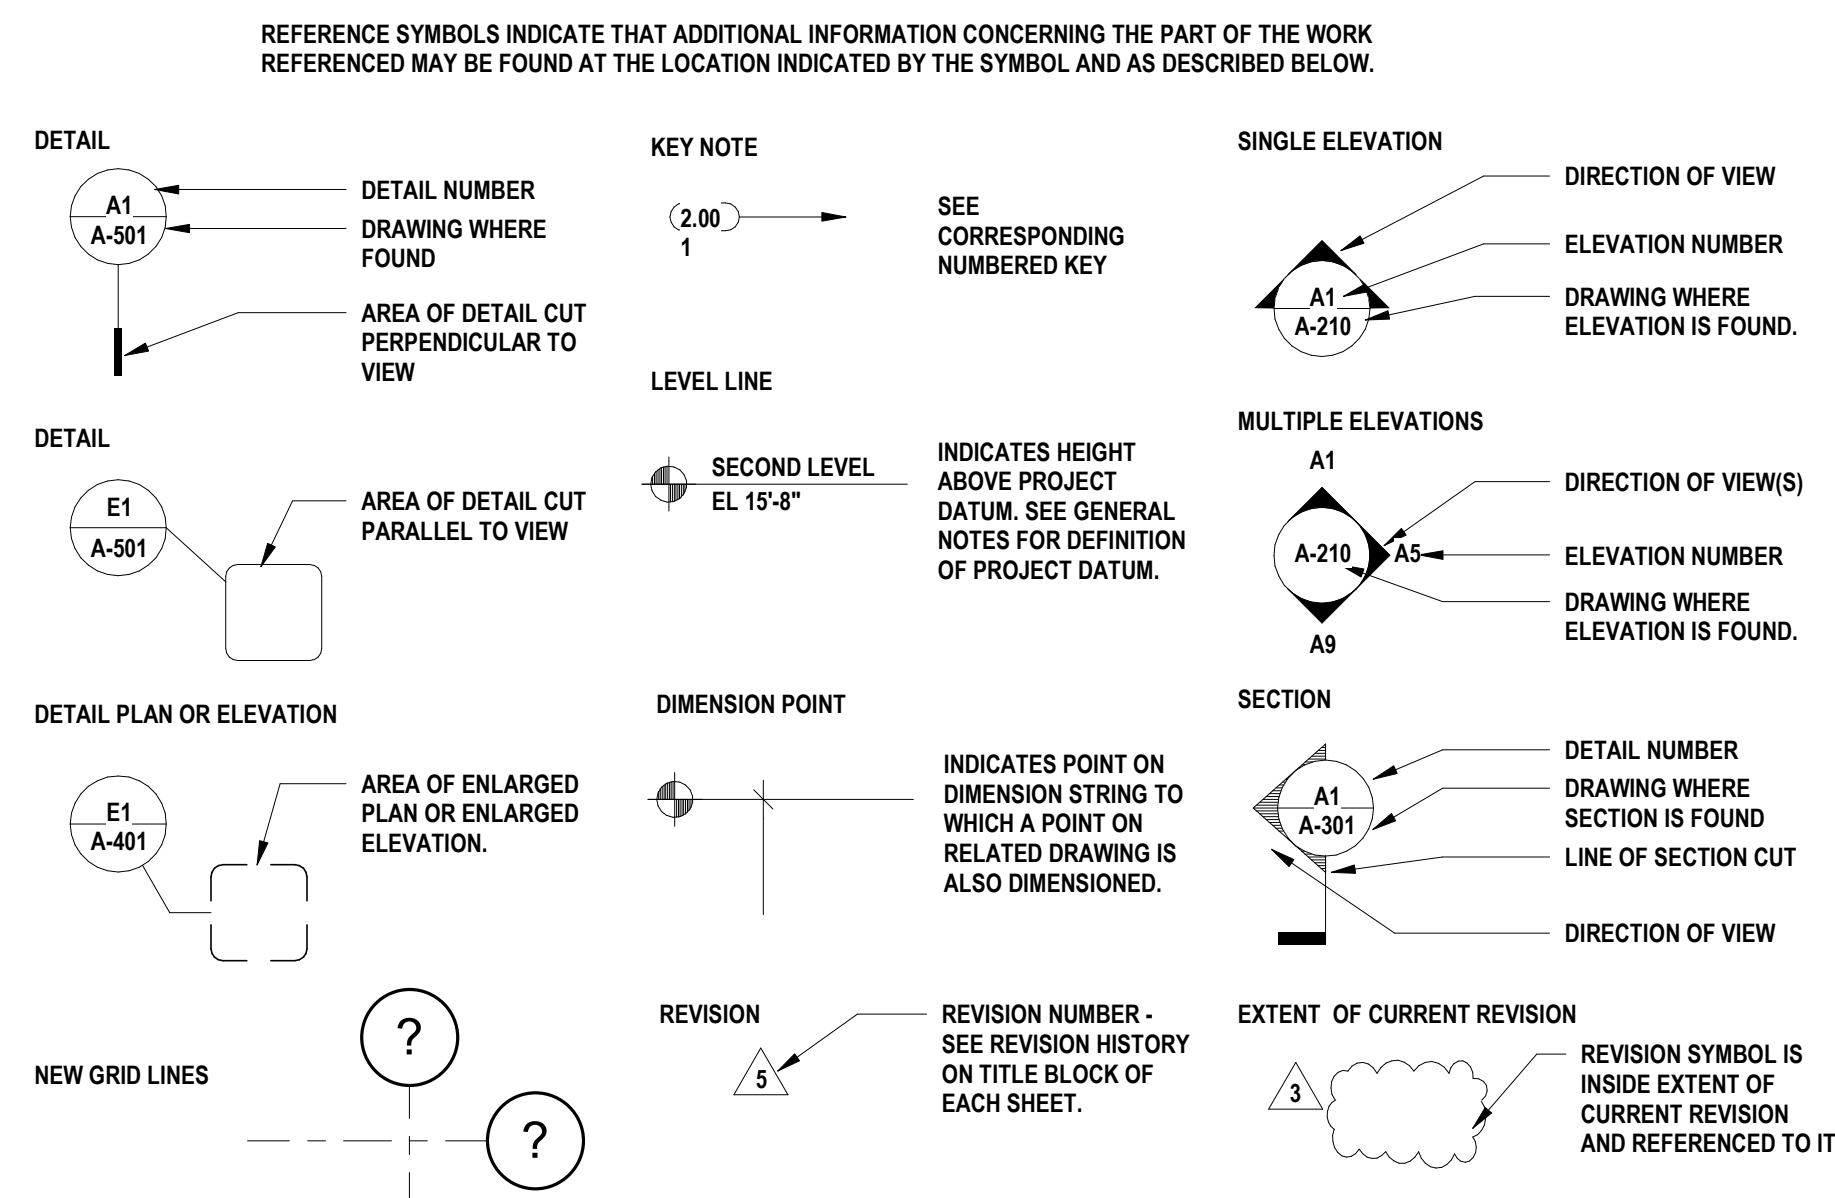 REFERENCE SYMBOLS INDICATE THAT ADDITIONAL INFORMATION CONCERNING THE PART OF THE WORK
REFERENCED MAY BE FOUND AT THE LOCATION INDICATED BY THE SYMBOL AND AS DESCRIBED BELOW.
DETAIL
A1
A-501
DETAIL NUMBER
DRAWING WHERE
FOUND
AREA OF DETAIL CUT
PERPENDICULAR TO
VIEW
DETAIL
E1
A-501
AREA OF DETAIL CUT
PARALLEL TO VIEW
DETAIL PLAN OR ELEVATION
E1
A-401
AREA OF ENLARGED
PLAN OR ENLARGED
ELEVATION.
NEW GRID LINES
?
?
KEY NOTE
2.00
1
SEE
CORRESPONDING
NUMBERED KEY
LEVEL LINE
SECOND LEVEL
EL 15'-8"
INDICATES HEIGHT
ABOVE PROJECT
DATUM. SEE GENERAL
NOTES FOR DEFINITION
OF PROJECT DATUM.
DIMENSION POINT
INDICATES POINT ON
DIMENSION STRING TO
WHICH A POINT ON
RELATED DRAWING IS
ALSO DIMENSIONED.
REVISION
5
REVISION NUMBER -
SEE REVISION HISTORY
ON TITLE BLOCK OF
EACH SHEET.
SINGLE ELEVATION
A1
A-210
DIRECTION OF VIEW
ELEVATION NUMBER
DRAWING WHERE
ELEVATION IS FOUND.
MULTIPLE ELEVATIONS
A1
A-210
A5
A9
DIRECTION OF VIEW(S)
ELEVATION NUMBER
DRAWING WHERE
ELEVATION IS FOUND.
SECTION
A1
A-301
DETAIL NUMBER
DRAWING WHERE
SECTION IS FOUND
LINE OF SECTION CUT
DIRECTION OF VIEW
EXTENT OF CURRENT REVISION
3
REVISION SYMBOL IS
INSIDE EXTENT OF
CURRENT REVISION
AND REFERENCED TO IT